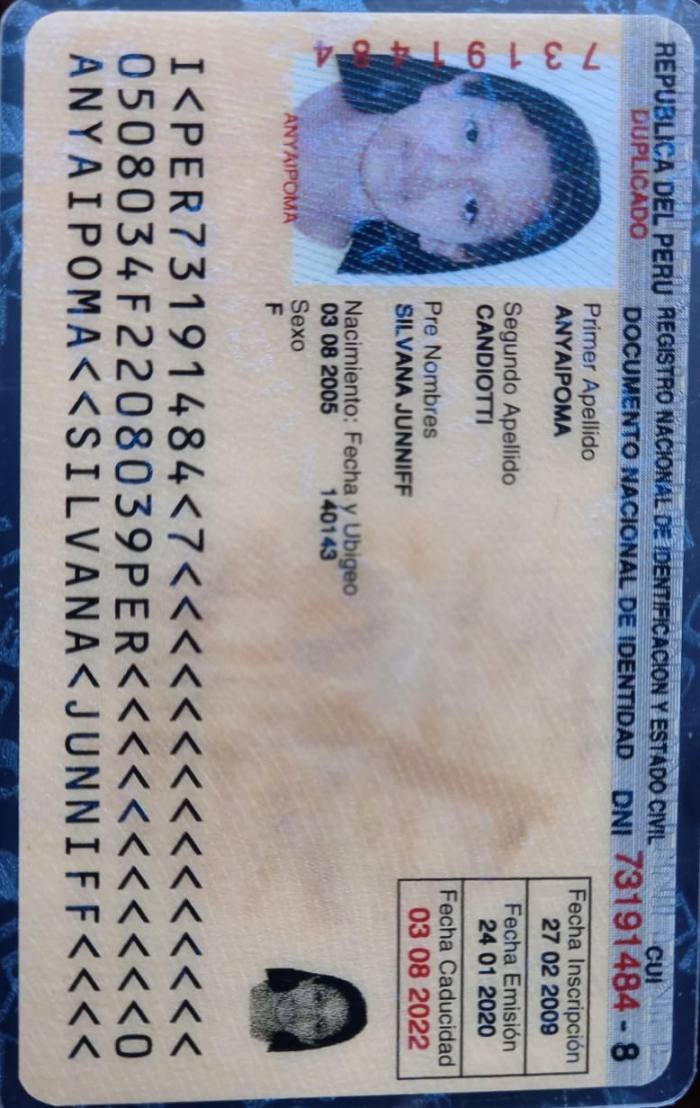 REPUBLICA DEL PERU REGISTRO NACIONAL DE IDENTIFICACION Y ESTADO CIVIL
CUI
DUPLICADO
DOCUMENTO NACIONAL DE IDENTIDAD DNI 73191484 - 8
73191484
ANYAIPOMA
Primer Apellido
ANYAIPOMA
Segundo Apellido
CANDIOTTI
Pre Nombres
SILVANA JUNNIFF
Nacimiento: Fecha y Ubigeo
03 08 2005 140143
Sexo
F
Fecha Inscripción
27 02 2009
Fecha Emisión
24 01 2020
Fecha Caducidad
03 08 2022
I<PER73191484<7<<<<<<<<<<<<<<<
0508034F2208039PER<<<<<<<<<<<0
ANYAIPOMA<<SILVANA<JUNNIFF<<<<